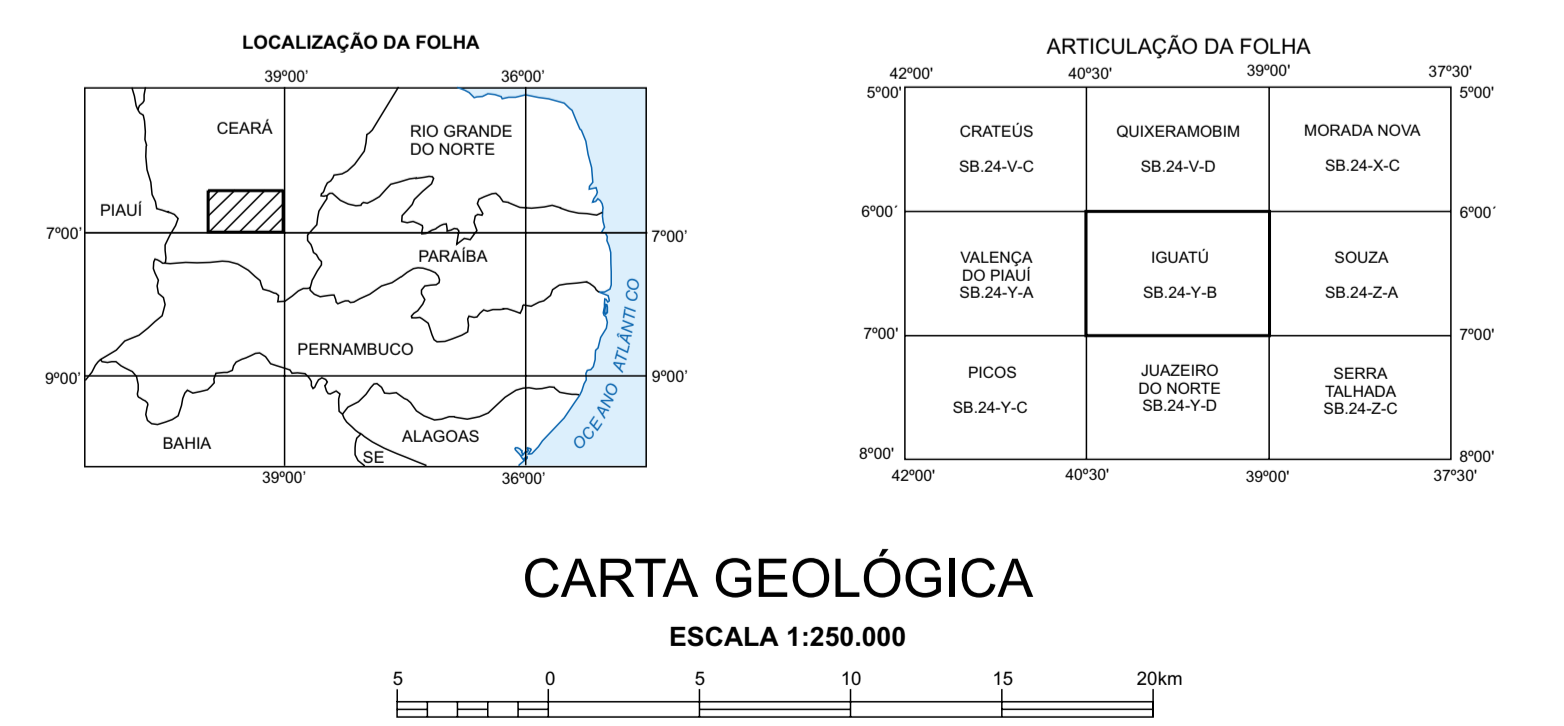 LOCALIZAÇÃO DA FOLHA
39º00'
36º00'
CEARÁ
RIO GRANDE
DO NORTE
PIAUÍ
7º00'
7º00'
PARAÍBA
PERNAMBUCO
OCEANO ATLÂNTICO
9º00'
9º00'
BAHIA
ALAGOAS
SE
39º00'
36º00'
ARTICULAÇÃO DA FOLHA
42º00'
40º30'
39º00'
37º30'
5º00'
5º00'
CRATEÚS
SB.24-V-C
QUIXERAMOBIM
SB.24-V-D
MORADA NOVA
SB.24-X-C
6º00´
6º00´
VALENÇA
DO PIAUÍ
SB.24-Y-A
IGUATÚ
SB.24-Y-B
SOUZA
SB.24-Z-A
7º00'
7º00'
PICOS
SB.24-Y-C
JUAZEIRO
DO NORTE
SB.24-Y-D
SERRA
TALHADA
SB.24-Z-C
8º00'
8º00'
42º00'
40º30'
39º00'
37º30'
CARTA GEOLÓGICA
ESCALA 1:250.000
5 0 5 10 15 20km